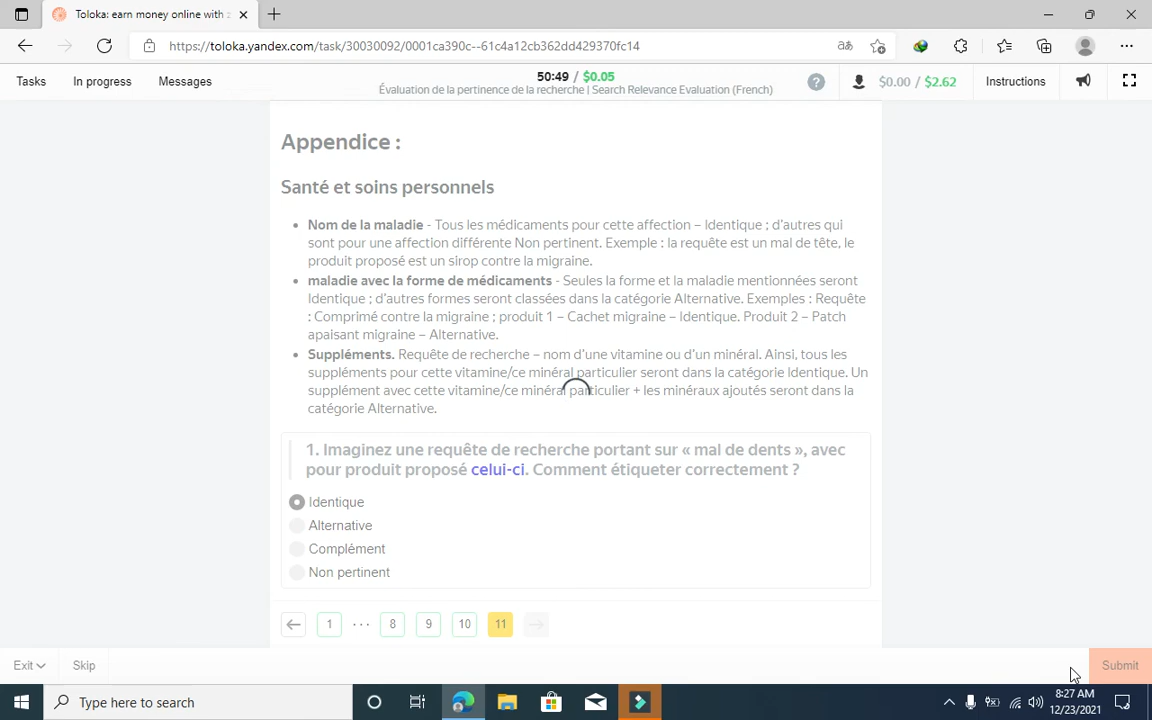 Toloka: earn money online with
https://toloka.yandex.com/task/30030092/0001ca390c--61c4a12cb362dd429370fc14
Tasks
In progress
Messages
50:49 / $0.05
Évaluation de la pertinence de la recherche | Search Relevance Evaluation (French)
$0.00 / $2.62
Instructions
Appendice :
Santé et soins personnels
• Nom de la maladie - Tous les médicaments pour cette affection – Identique ; d'autres qui
sont pour une affection différente Non pertinent. Exemple : la requête est un mal de tête, le
produit proposé est un sirop contre la migraine.
• maladie avec la forme de médicaments - Seules la forme et la maladie mentionnées seront
Identique ; d'autres formes seront classées dans la catégorie Alternative. Exemples : Requête
: Comprimé contre la migraine ; produit 1 – Cachet migraine – Identique. Produit 2 – Patch
apaisant migraine – Alternative.
• Suppléments. Requête de recherche – nom d'une vitamine ou d'un minéral. Ainsi, tous les
suppléments pour cette vitamine/ce minéral particulier seront dans la catégorie Identique. Un
supplément avec cette vitamine/ce minéral particulier + les minéraux ajoutés seront dans la
catégorie Alternative.
1. Imaginez une requête de recherche portant sur « mal de dents », avec
pour produit proposé celui-ci. Comment étiqueter correctement ?
Identique
Alternative
Complément
Non pertinent
1 ··· 8 9 10 11
Exit
Skip
Submit
Type here to search
8:27 AM
12/23/2021